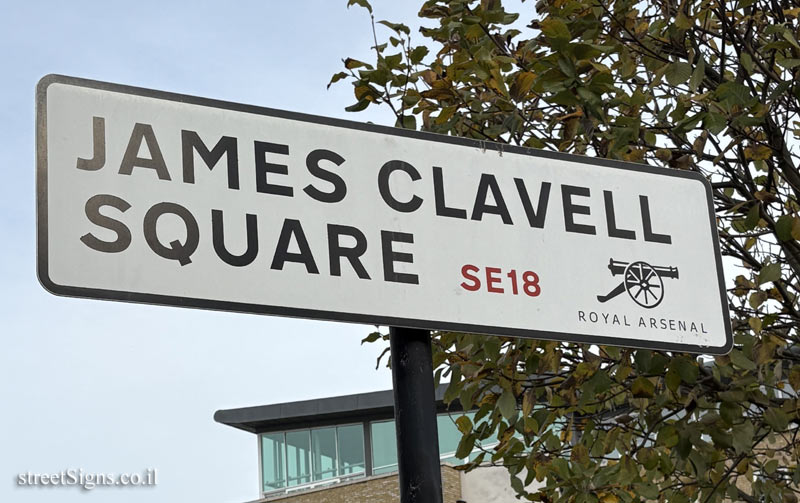 JAMES CLAVELL
SQUARE SE18
ROYAL ARSENAL
streetSigns.co.il